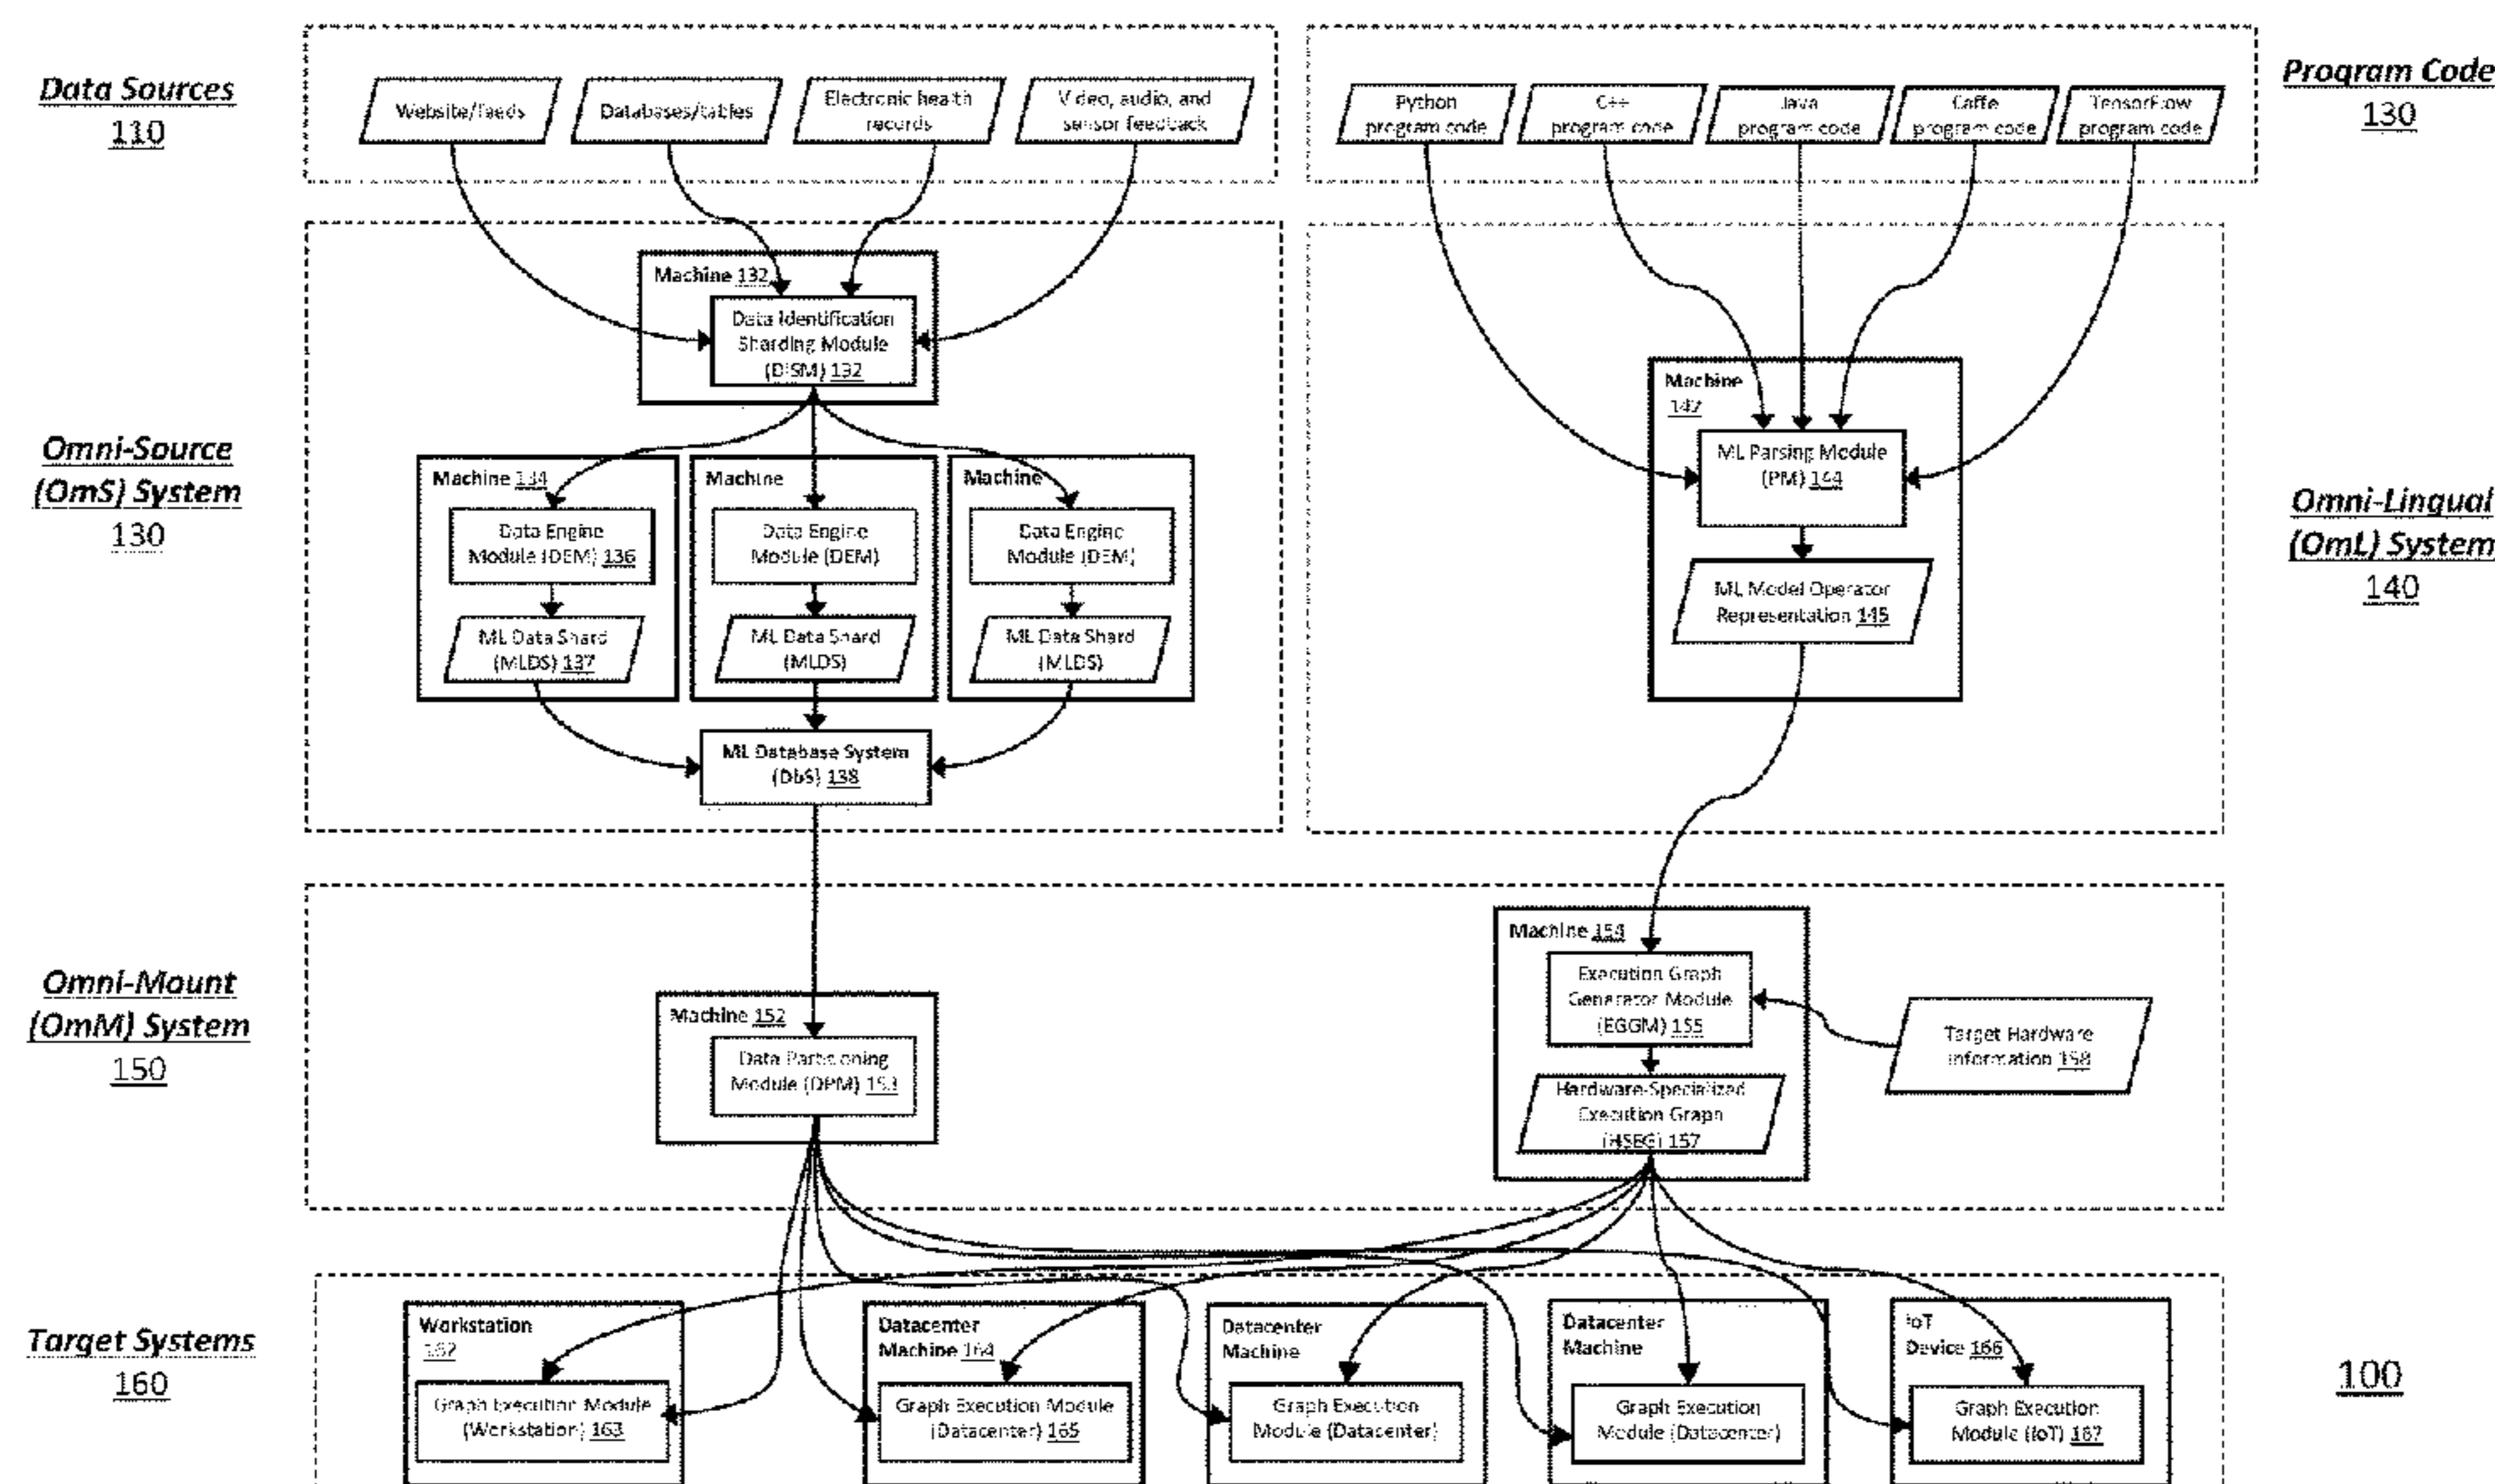 Data Sources
110
Website/feeds
Databases/tables
Electronic health
records
Video, audio, and
sensor feedback
Python
program code
C++
program code
Java
program code
Caffe
program code
TensorFlow
program code
Program Code
130
Omni-Source
(OmS) System
130
Machine 132
Data Identification
Sharding Module
(DISM) 132
Machine 134
Data Engine
Module (DEM) 136
ML Data Shard
(MLDS) 137
Machine
Data Engine
Module (DEM)
ML Data Shard
(MLDS)
Machine
Data Engine
Module (DEM)
ML Data Shard
(MLDS)
ML Database System
(DbS) 138
Machine
142
ML Parsing Module
(PM) 144
ML Model Operator
Representation 145
Omni-Lingual
(OmL) System
140
Omni-Mount
(OmM) System
150
Machine 152
Data Partitioning
Module (DPM) 153
Machine 154
Execution Graph
Generator Module
(EGGM) 155
Hardware-Specialized
Execution Graph
(HSEG) 157
Target Hardware
Information 158
Target Systems
160
Workstation
162
Graph Execution Module
(Workstation) 163
Datacenter
Machine 164
Graph Execution Module
(Datacenter) 165
Datacenter
Machine
Graph Execution
Module (Datacenter)
Datacenter
Machine
Graph Execution
Module (Datacenter)
IoT
Device 166
Graph Execution
Module (IoT) 167
100